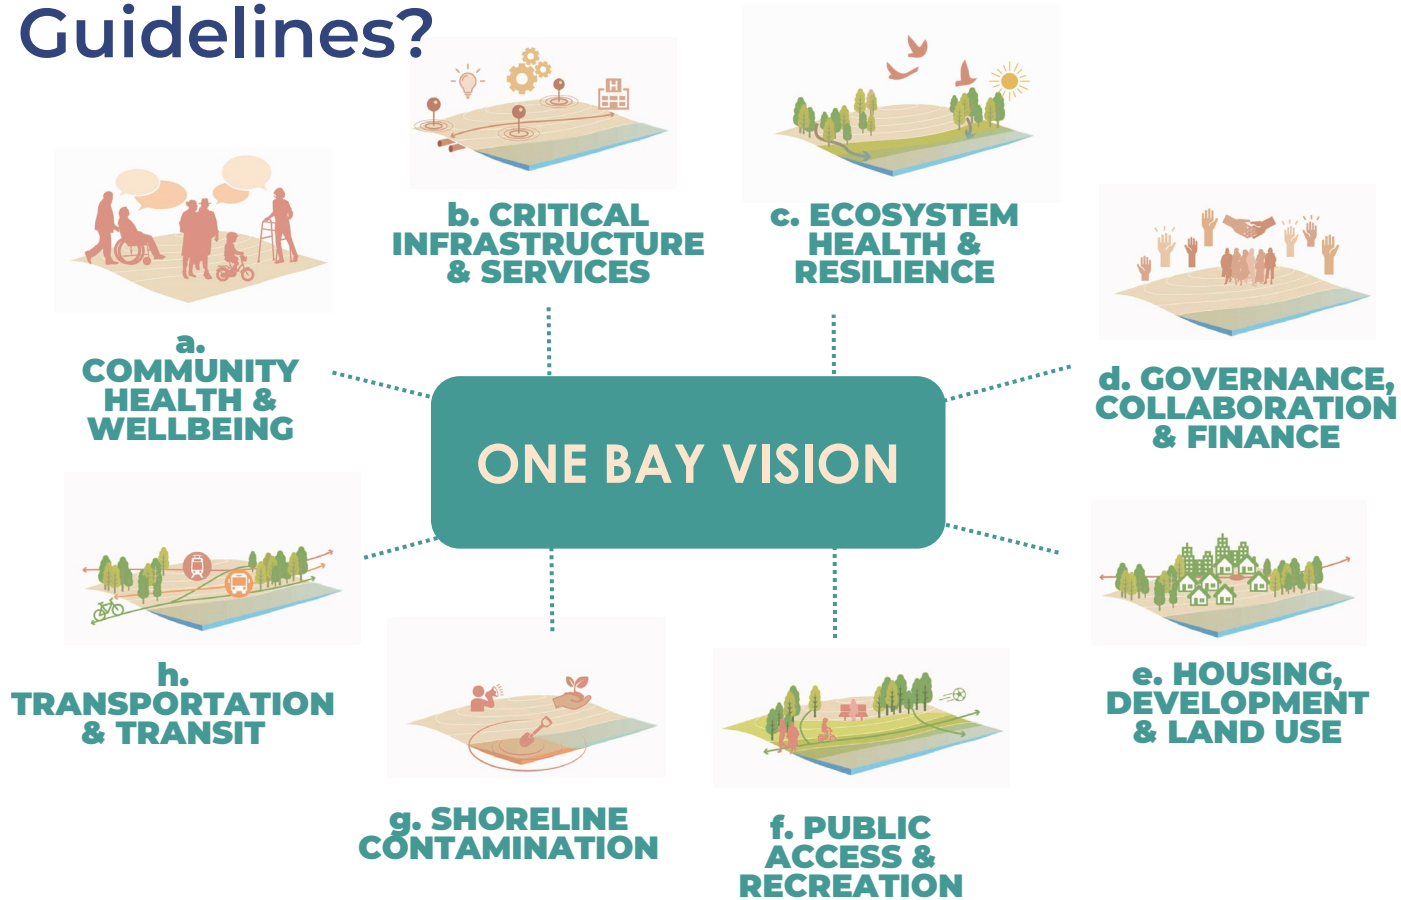 Guidelines?
a.
COMMUNITY
HEALTH &
WELLBEING
b. CRITICAL
INFRASTRUCTURE
& SERVICES
H
c. ECOSYSTEM
HEALTH &
RESILIENCE
d. GOVERNANCE,
COLLABORATION
& FINANCE
ONE BAY VISION
e. HOUSING,
DEVELOPMENT
& LAND USE
f. PUBLIC
ACCESS &
RECREATION
g. SHORELINE
CONTAMINATION
h.
TRANSPORTATION
& TRANSIT